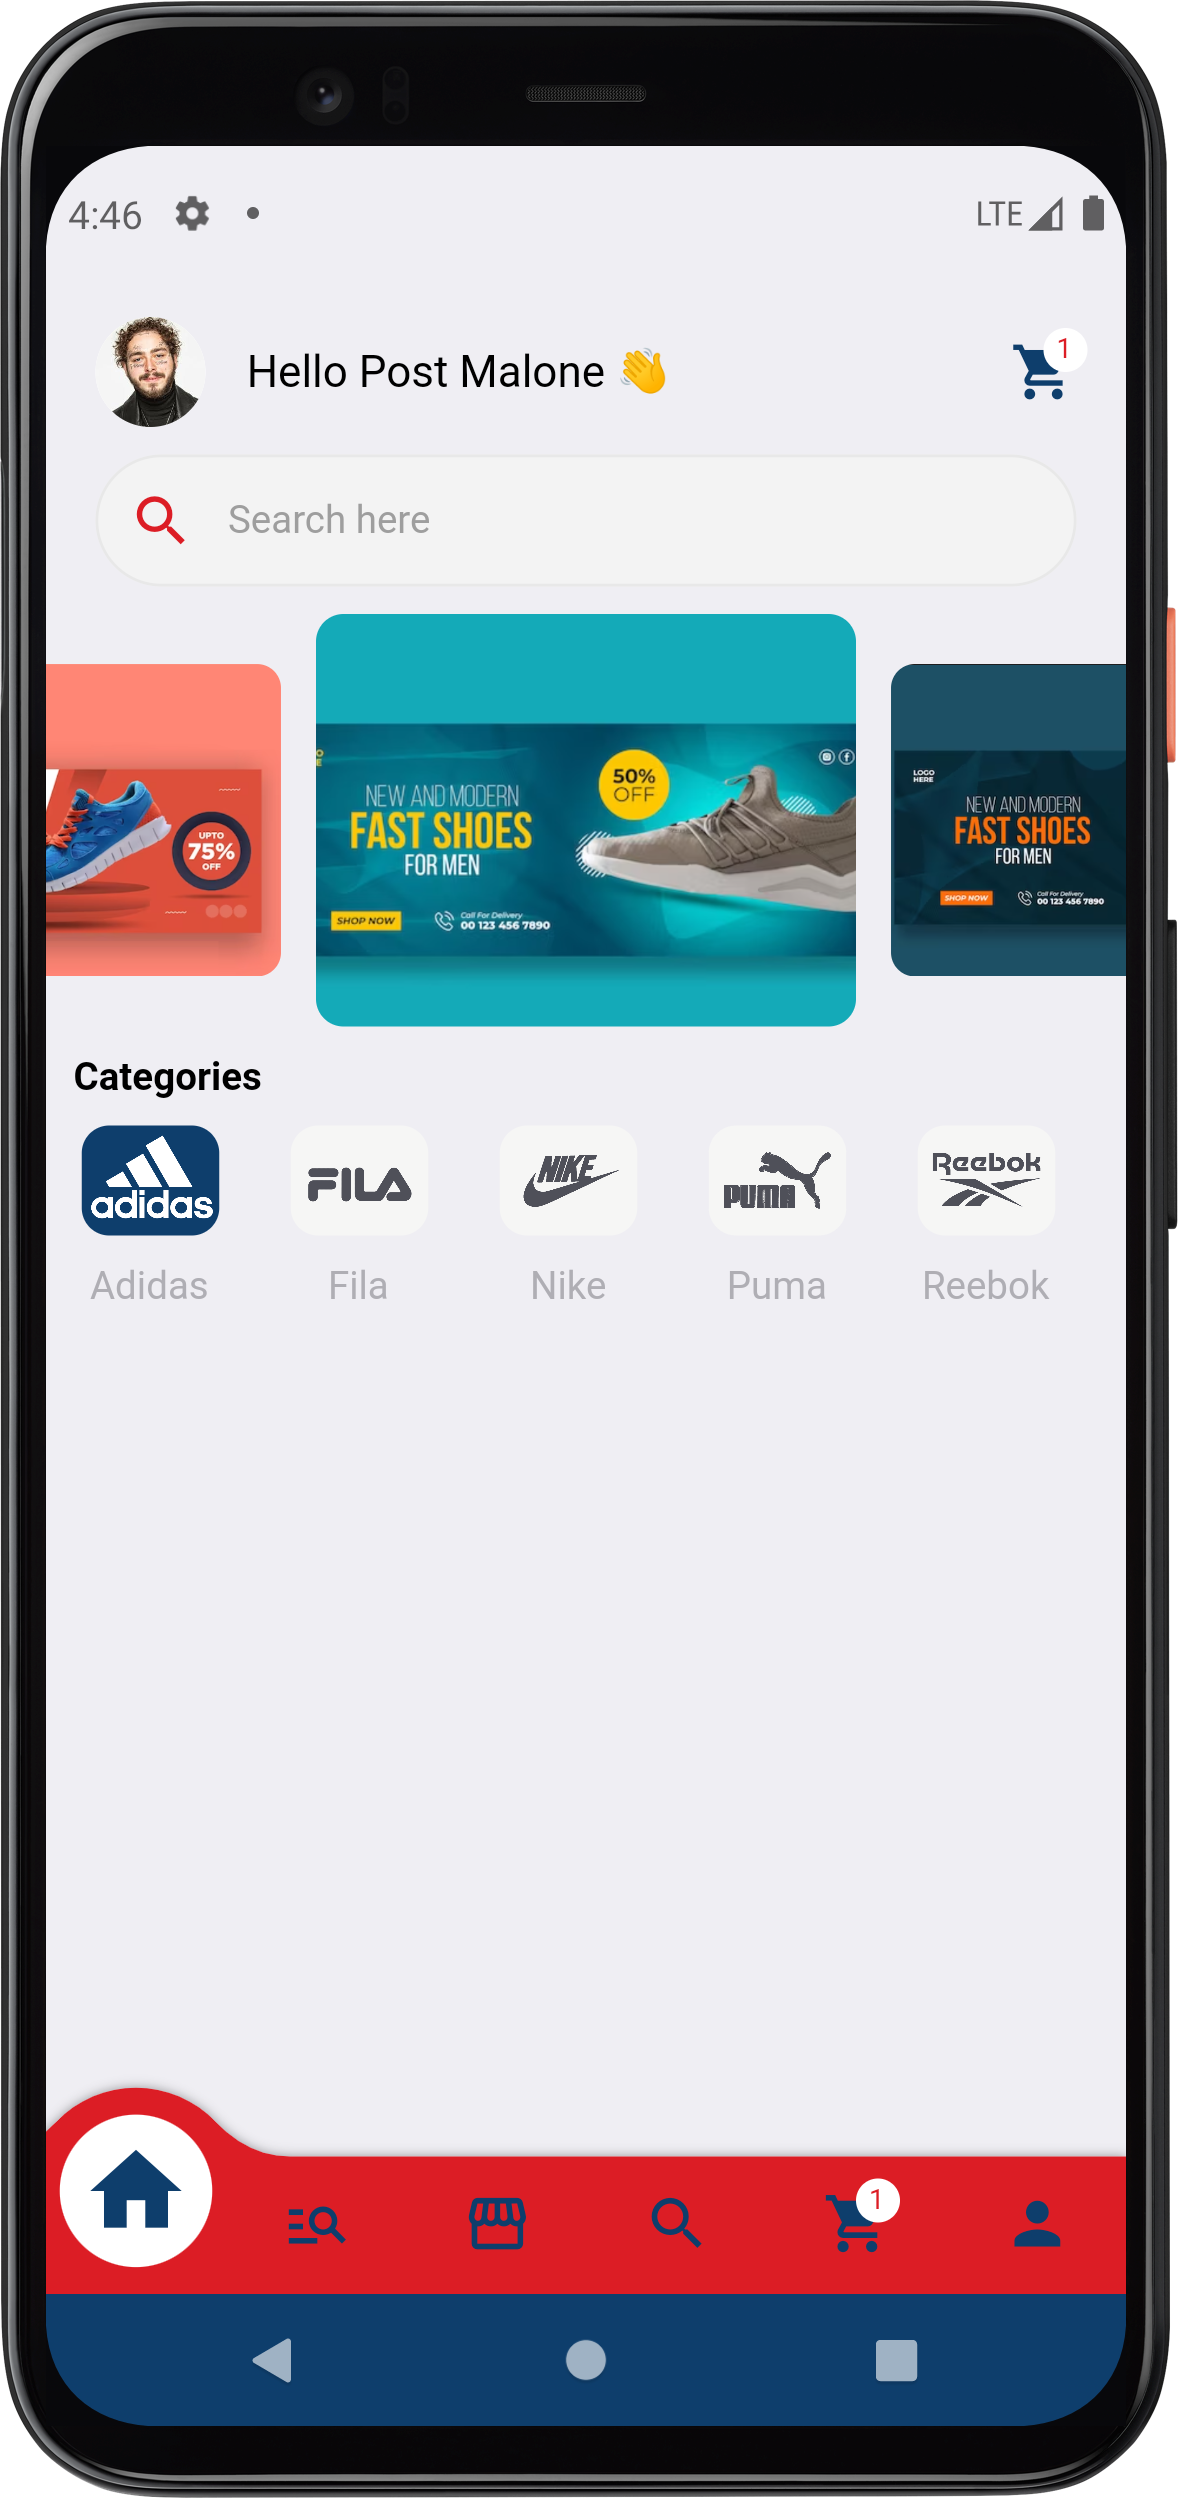 4:46
LTE
Hello Post Malone 👋
1
Search here
UPTO
75%
OFF
50%
OFF
NEW AND MODERN
FAST SHOES
FOR MEN
SHOP NOW
Call For Delivery
00 123 456 7890
LOGO
HERE
NEW AND MODERN
FAST SHOES
FOR MEN
SHOP NOW
Call For Delivery
00 123 456 7890
Categories
adidas
FILA
NIKE
PUMA
Reebok
Adidas
Fila
Nike
Puma
Reebok
1